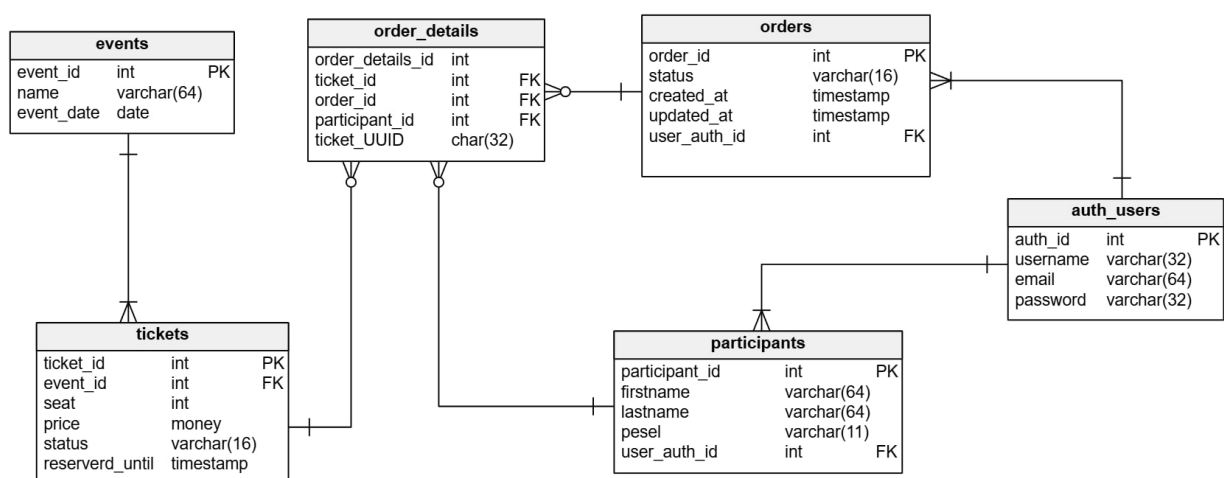 events
event_id int PK
name varchar(64)
event_date date
order_details
order_details_id int
ticket_id int FK
order_id int FK
participant_id int FK
ticket_UUID char(32)
orders
order_id int PK
status varchar(16)
created_at timestamp
updated_at timestamp
user_auth_id int FK
auth_users
auth_id int PK
username varchar(32)
email varchar(64)
password varchar(32)
tickets
ticket_id int PK
event_id int FK
seat int
price money
status varchar(16)
reserverd_until timestamp
participants
participant_id int PK
firstname varchar(64)
lastname varchar(64)
pesel varchar(11)
user_auth_id int FK